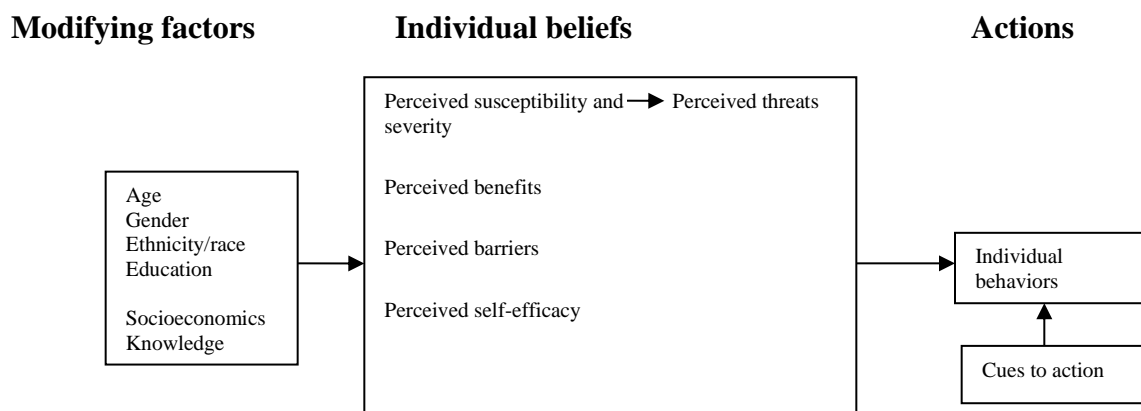 Modifying factors
Individual beliefs
Actions
Age
Gender
Ethnicity/race
Education
Socioeconomics
Knowledge
Perceived susceptibility and
severity
Perceived threats
Perceived benefits
Perceived barriers
Perceived self-efficacy
Individual
behaviors
Cues to action